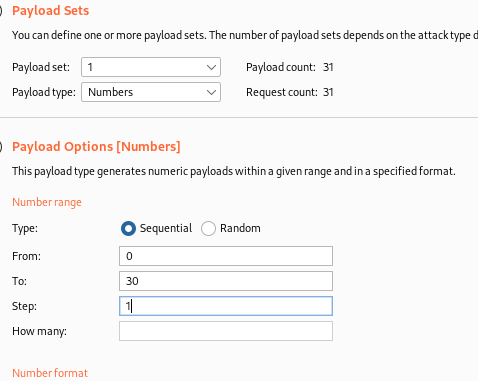 Payload Sets
You can define one or more payload sets. The number of payload sets depends on the attack type d
Payload set: 1 Payload count: 31
Payload type: Numbers Request count: 31
Payload Options [Numbers]
This payload type generates numeric payloads within a given range and in a specified format.
Number range
Type: Sequential Random
From: 0
To: 30
Step: 1
How many:
Number format